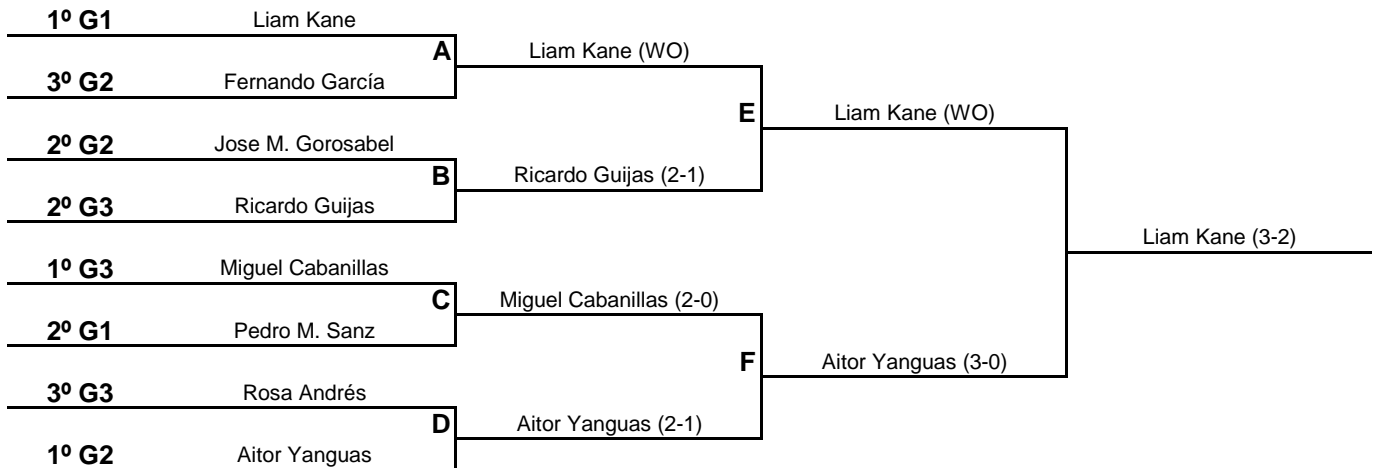 1º G1 Liam Kane
A Liam Kane (WO)
3º G2 Fernando García
E Liam Kane (WO)
2º G2 Jose M. Gorosabel
B Ricardo Guijas (2-1)
2º G3 Ricardo Guijas
Liam Kane (3-2)
1º G3 Miguel Cabanillas
C Miguel Cabanillas (2-0)
2º G1 Pedro M. Sanz
F Aitor Yanguas (3-0)
3º G3 Rosa Andrés
D Aitor Yanguas (2-1)
1º G2 Aitor Yanguas